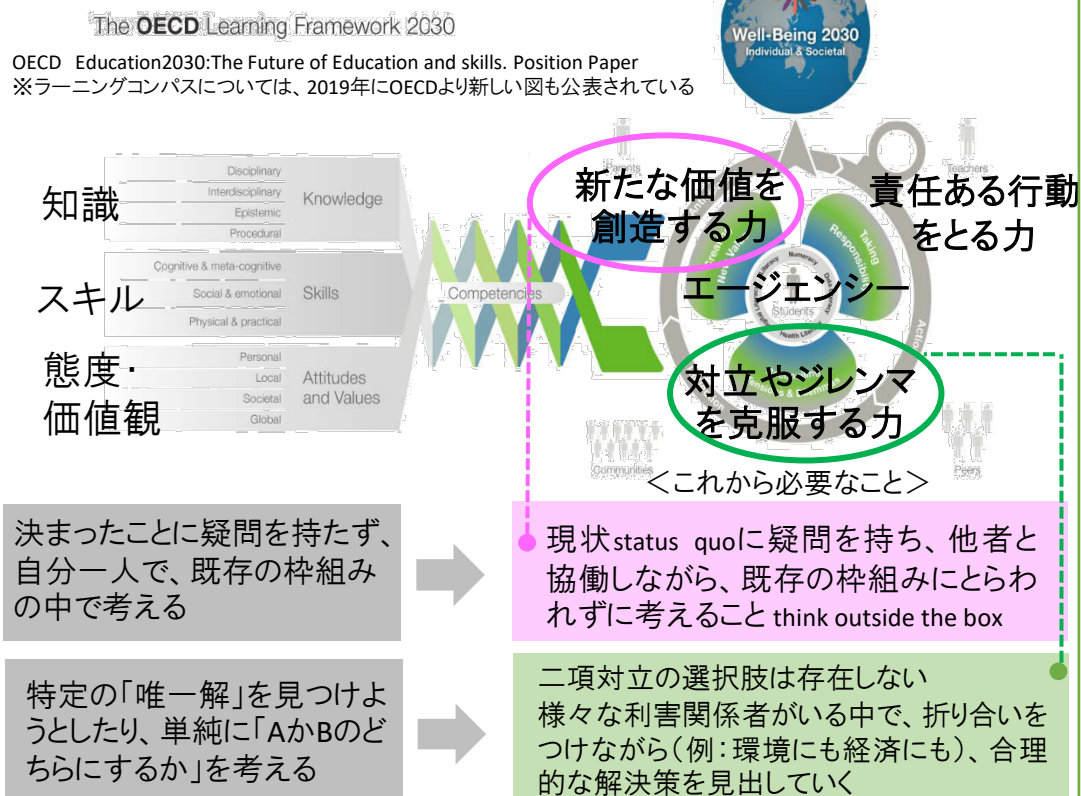 The OECD Learning Framework 2030
Well-Being 2030
Individual & Societal
OECD Education2030:The Future of Education and skills. Position Paper
※ラーニングコンパスについては、2019年にOECDより新しい図も公表されている
知識
Disciplinary
Interdisciplinary
Epistemic
Procedural
Knowledge
スキル
Cognitive & meta-cognitive
Social & emotional
Physical & practical
Skills
態度・
価値観
Personal
Local
Societal
Global
Attitudes
and Values
Competencies
Parents
Teachers
新たな価値を
創造する力
責任ある行動
をとる力
Taking
Responsibility
Numeracy
エージェンシー
Students
Health
対立やジレンマ
を克服する力
Communities
Peers
<これから必要なこと>
決まったことに疑問を持たず、
自分一人で、既存の枠組み
の中で考える
現状status quoに疑問を持ち、他者と
協働しながら、既存の枠組みにとらわ
れずに考えること think outside the box
特定の「唯一解」を見つけよ
うとしたり、単純に「AかBのど
ちらにするか」を考える
二項対立の選択肢は存在しない
様々な利害関係者がいる中で、折り合いを
つけながら(例:環境にも経済にも)、合理
的な解決策を見出していく